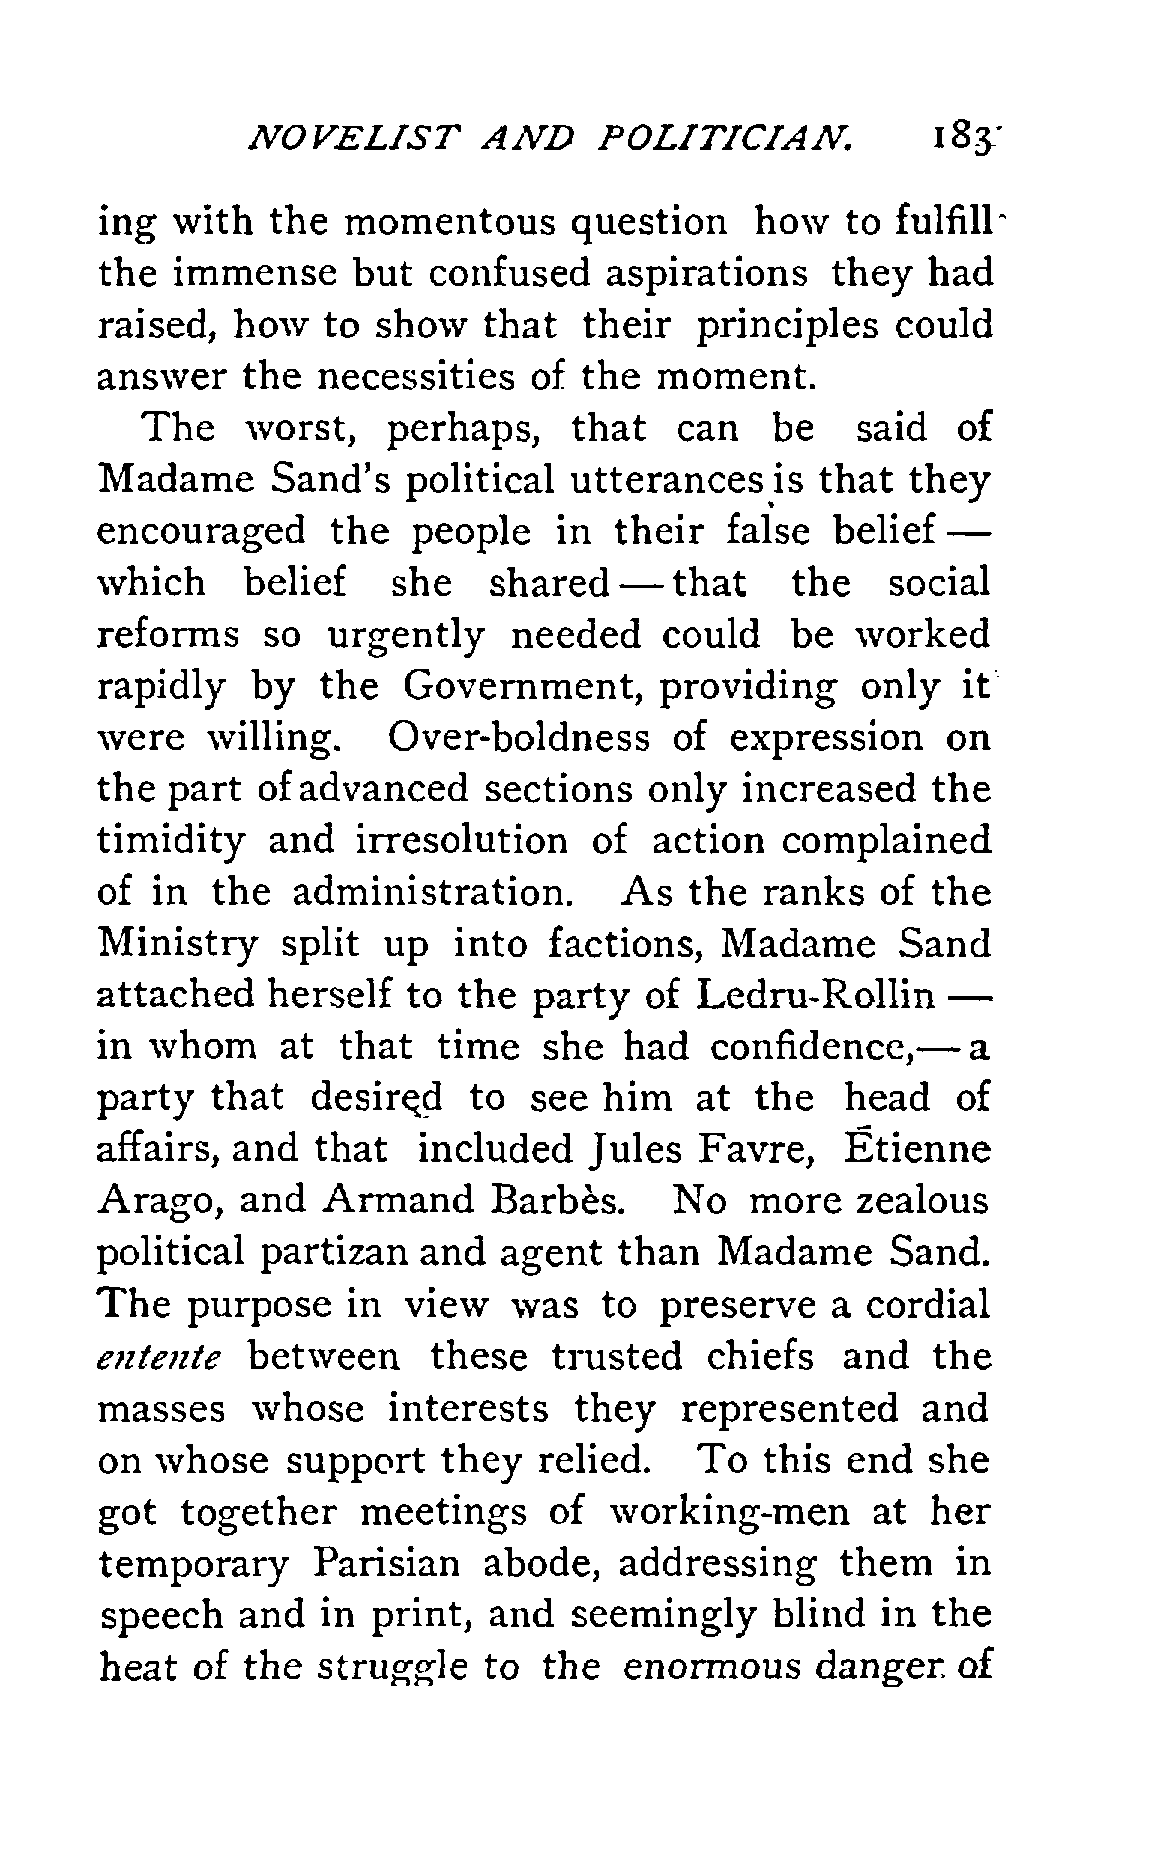 NOVELIST AND POLITICIAN. 183
ing with the momentous question how to fulfill
the immense but confused aspirations they had
raised, how to show that their principles could
answer the necessities of the moment.
The worst, perhaps, that can be said of
Madame Sand's political utterances is that they
encouraged the people in their false belief —
which belief she shared — that the social
reforms so urgently needed could be worked
rapidly by the Government, providing only it
were willing. Over-boldness of expression on
the part of advanced sections only increased the
timidity and irresolution of action complained
of in the administration. As the ranks of the
Ministry split up into factions, Madame Sand
attached herself to the party of Ledru-Rollin —
in whom at that time she had confidence,— a
party that desired to see him at the head of
affairs, and that included Jules Favre, Étienne
Arago, and Armand Barbès. No more zealous
political partizan and agent than Madame Sand.
The purpose in view was to preserve a cordial
entente between these trusted chiefs and the
masses whose interests they represented and
on whose support they relied. To this end she
got together meetings of working-men at her
temporary Parisian abode, addressing them in
speech and in print, and seemingly blind in the
heat of the struggle to the enormous danger of